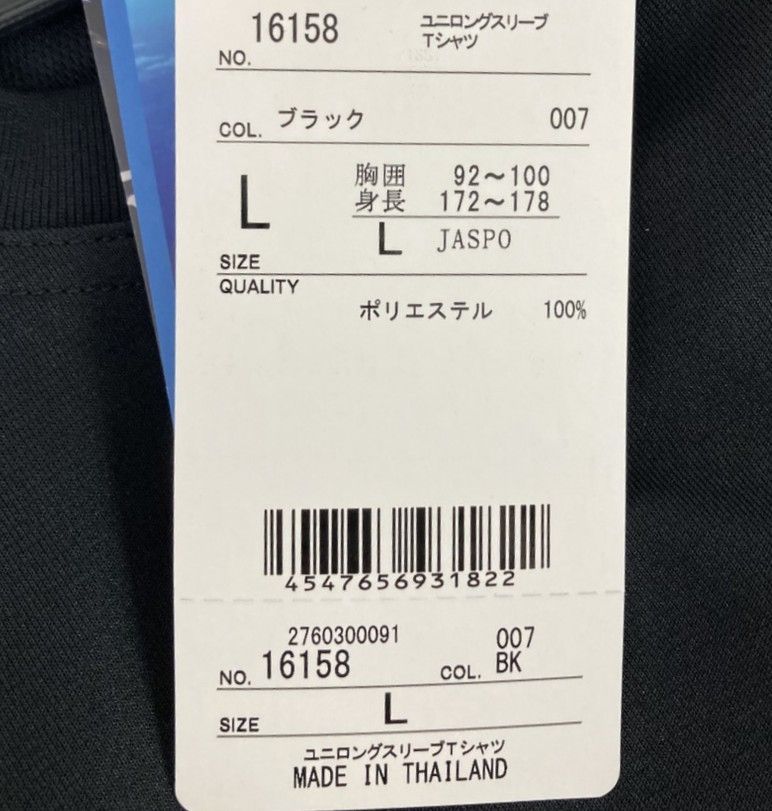 16158 ユニロングスリーブ
NO. Tシャツ
COL. ブラック 007
胸囲 92～100
L 身長 172～178
L JASPO
SIZE
QUALITY
ポリエステル 100%
4547656931822
2760300091 007
NO. 16158 COL. BK
SIZE L
ユニロングスリーブTシャツ
MADE IN THAILAND